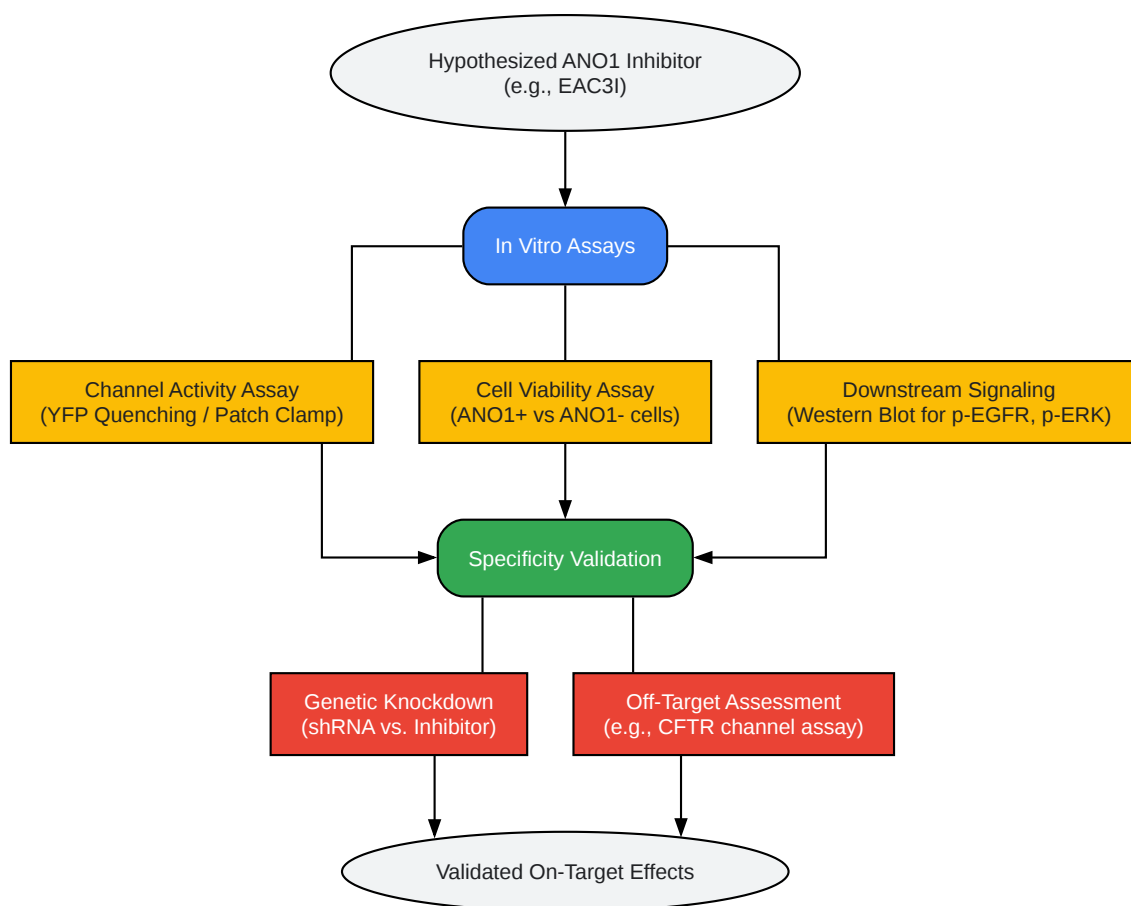 Hypothesized ANO1 Inhibitor
(e.g., EAC3I)
In Vitro Assays
Channel Activity Assay
(YFP Quenching / Patch Clamp)
Cell Viability Assay
(ANO1+ vs ANO1- cells)
Downstream Signaling
(Western Blot for p-EGFR, p-ERK)
Specificity Validation
Genetic Knockdown
(shRNA vs. Inhibitor)
Off-Target Assessment
(e.g., CFTR channel assay)
Validated On-Target Effects